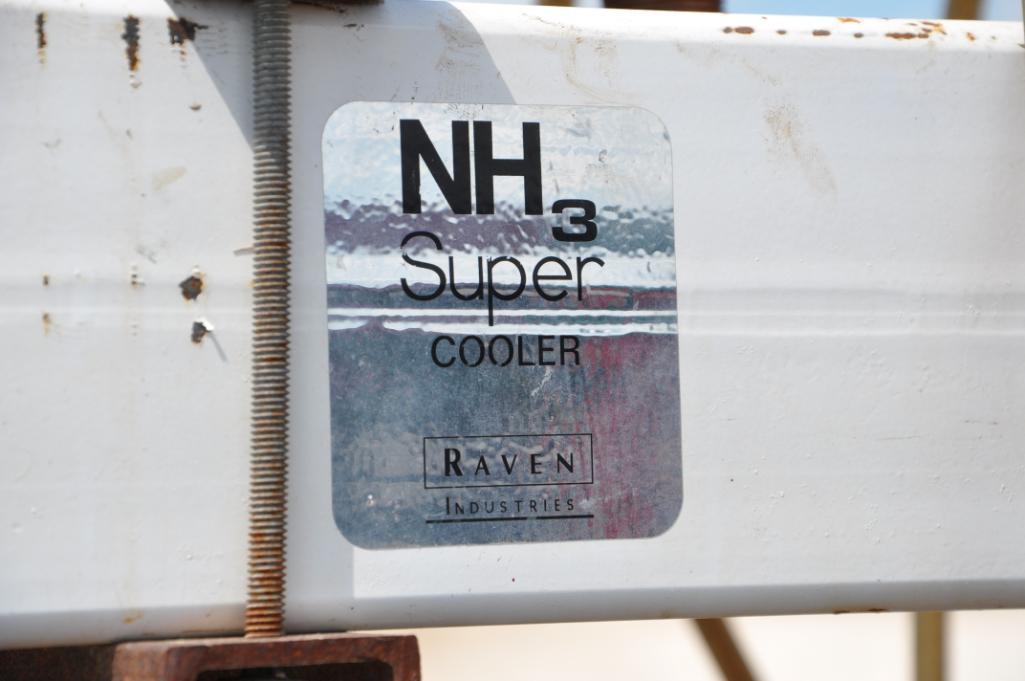 NH3
Super
COOLER
RAVEN
INDUSTRIES